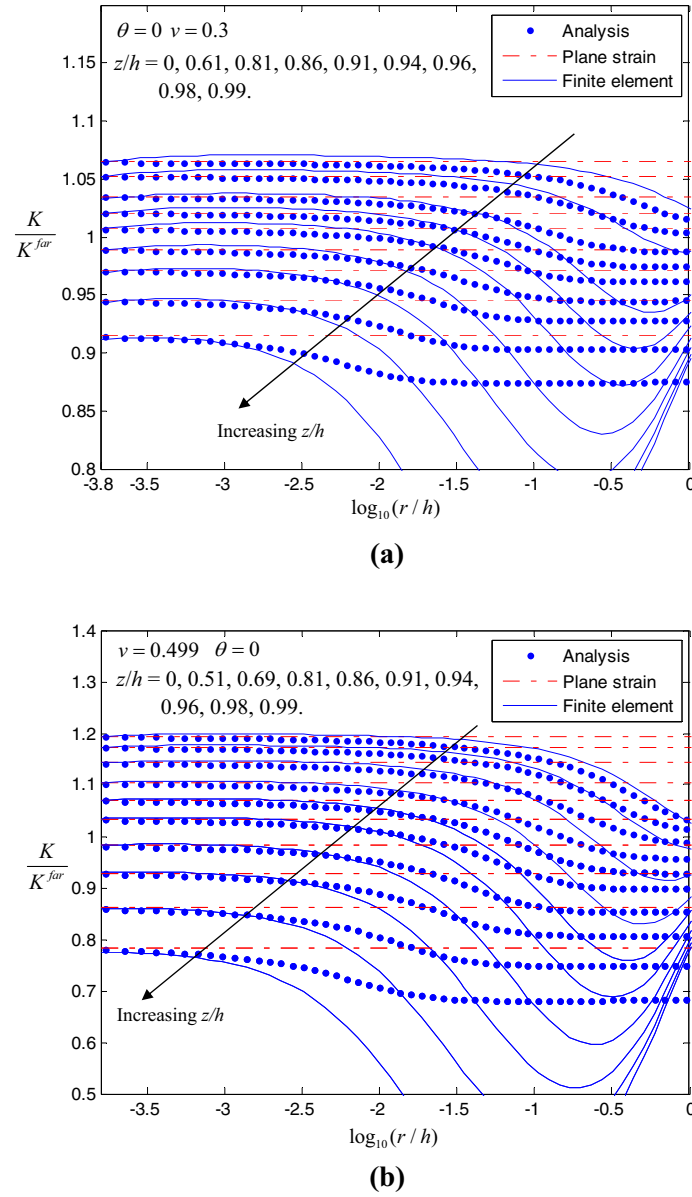 θ=0 v=0.3
z/h = 0, 0.61, 0.81, 0.86, 0.91, 0.94, 0.96,
0.98, 0.99.
Analysis
Plane strain
Finite element
1.15
1.1
1.05
1
0.95
0.9
0.85
0.8
K
K^far
Increasing z/h
-3.8 -3.5 -3 -2.5 -2 -1.5 -1 -0.5 0
log₁₀(r / h)
(a)
v = 0.499 θ=0
z/h = 0, 0.51, 0.69, 0.81, 0.86, 0.91, 0.94,
0.96, 0.98, 0.99.
Analysis
Plane strain
Finite element
1.4
1.3
1.2
1.1
1
0.9
0.8
0.7
0.6
0.5
K
K^far
Increasing z/h
-3.5 -3 -2.5 -2 -1.5 -1 -0.5 0
log₁₀(r / h)
(b)